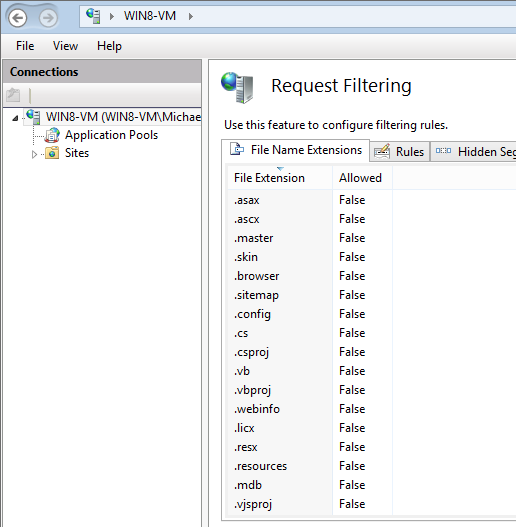 WIN8-VM
File View Help
Connections
WIN8-VM (WIN8-VM\Michae
Application Pools
Sites
Request Filtering
Use this feature to configure filtering rules.
File Name Extensions Rules Hidden Seg
File Extension Allowed
.asax False
.ascx False
.master False
.skin False
.browser False
.sitemap False
.config False
.cs False
.csproj False
.vb False
.vbproj False
.webinfo False
.licx False
.resx False
.resources False
.mdb False
.vjsproj False